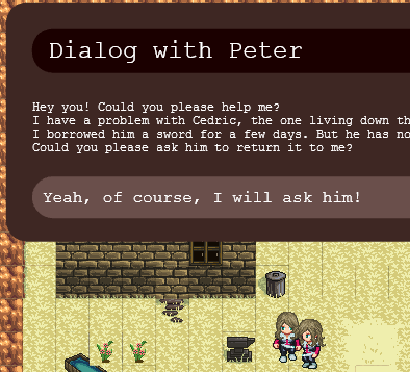 Dialog with Peter
Hey you! Could you please help me?
I have a problem with Cedric, the one living down
I borrowed him a sword for a few days. But he has
Could you please ask him to return it to me?
Yeah, of course, I will ask him!